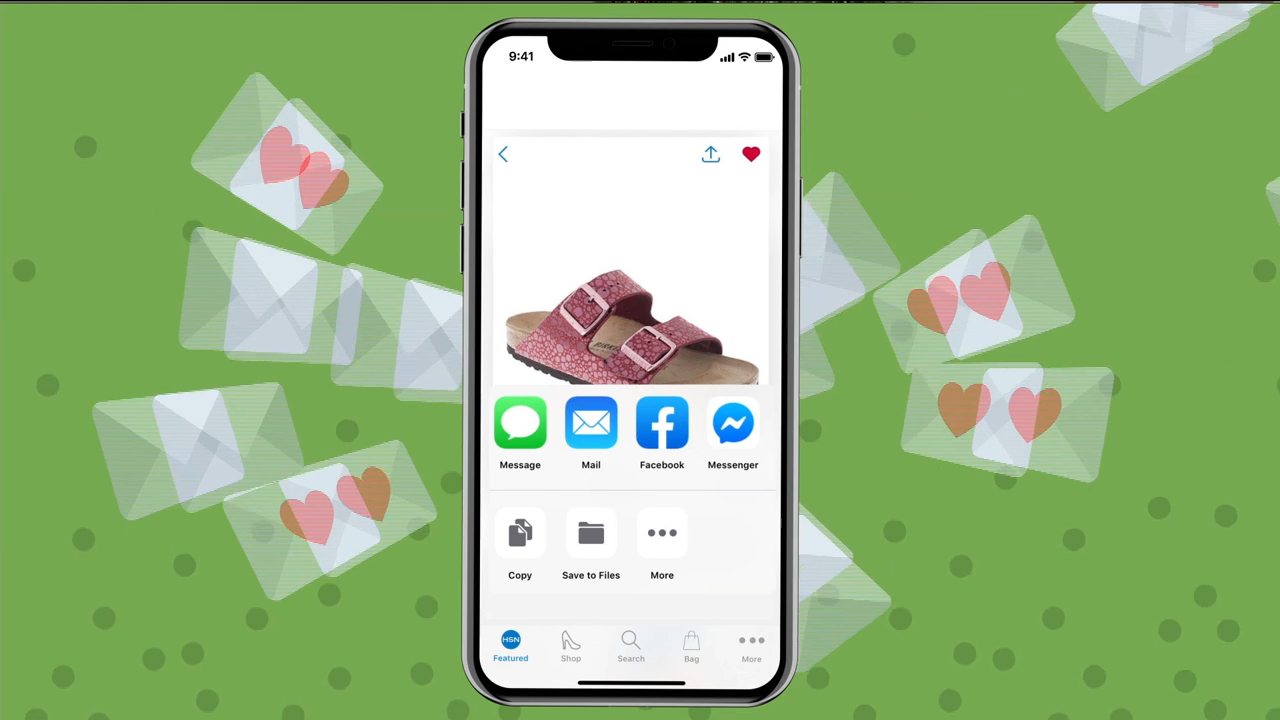 9:41
Message Mail Facebook Messenger
Copy Save to Files More
HSN
Featured Shop Search Bag More